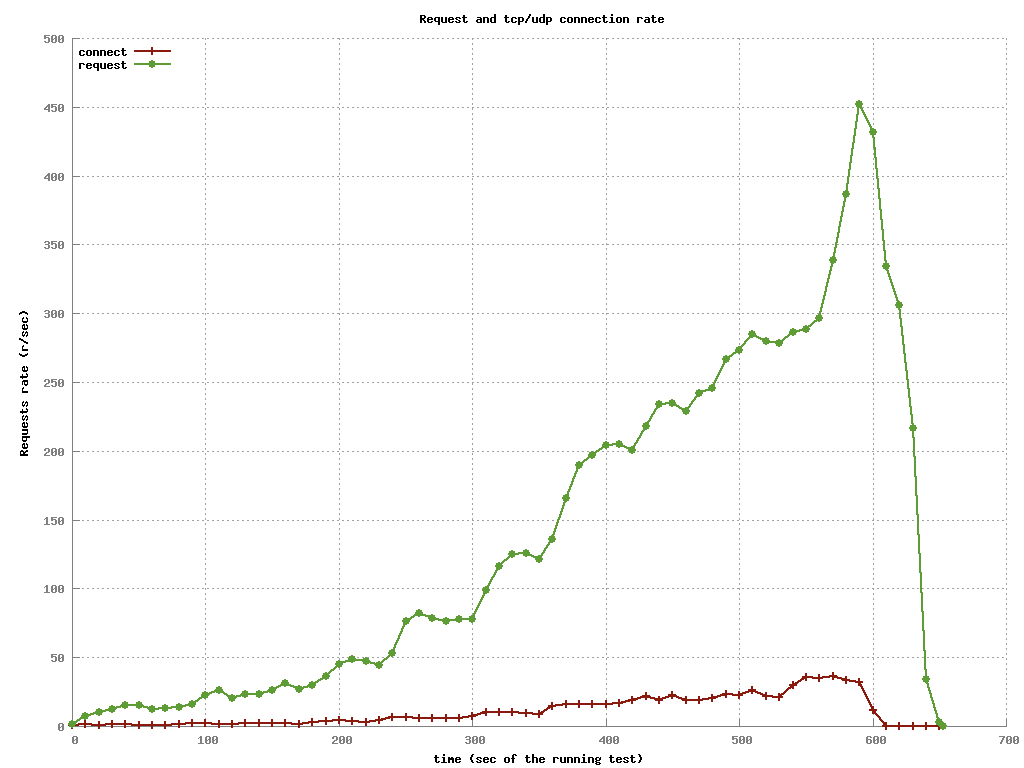 Request and tcp/udp connection rate
connect
request
500
450
400
350
300
250
200
150
100
50
0
Requests rate (r/sec)
0 100 200 300 400 500 600 700
time (sec of the running test)